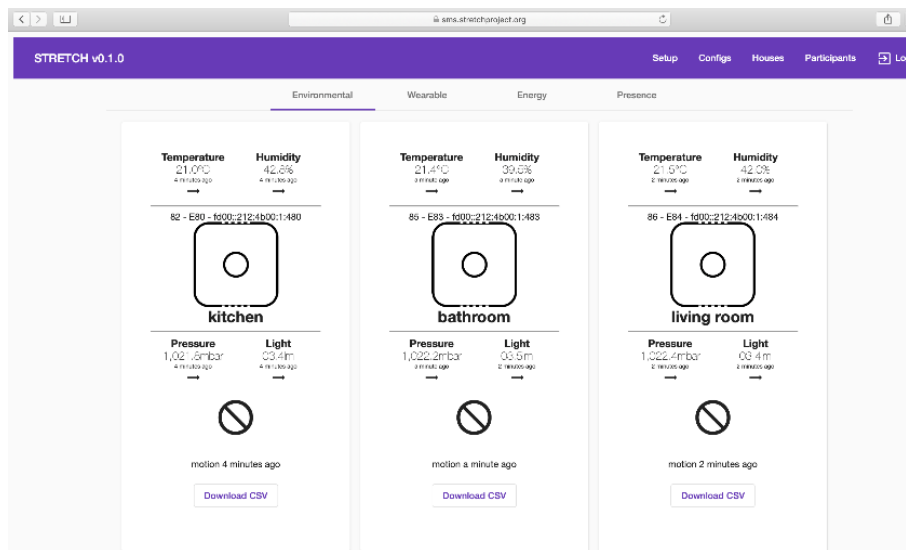 sms.stretchproject.org
STRETCH v0.1.0 Setup Configs Houses Participants Lo
Environmental Wearable Energy Presence
Temperature Humidity
21.0°C 42.8%
4 minutes ago 4 minutes ago
82 - E80 - fd00::212:4b00:1:480
kitchen
Pressure Light
1,021.8mbar
4 minutes ago 4 minutes ago
motion 4 minutes ago
Download CSV
Temperature Humidity
21.4°C 39.5%
a minute ago a minute ago
85 - E83 - fd00::212:4b00:1:483
bathroom
Pressure Light
1,022.2mbar
a minute ago 2 minutes ago
motion a minute ago
Download CSV
Temperature Humidity
21.5°C 42.0%
2 minutes ago 2 minutes ago
86 - E84 - fd00::212:4b00:1:484
living room
Pressure Light
1,022.4mbar
2 minutes ago 2 minutes ago
motion 2 minutes ago
Download CSV